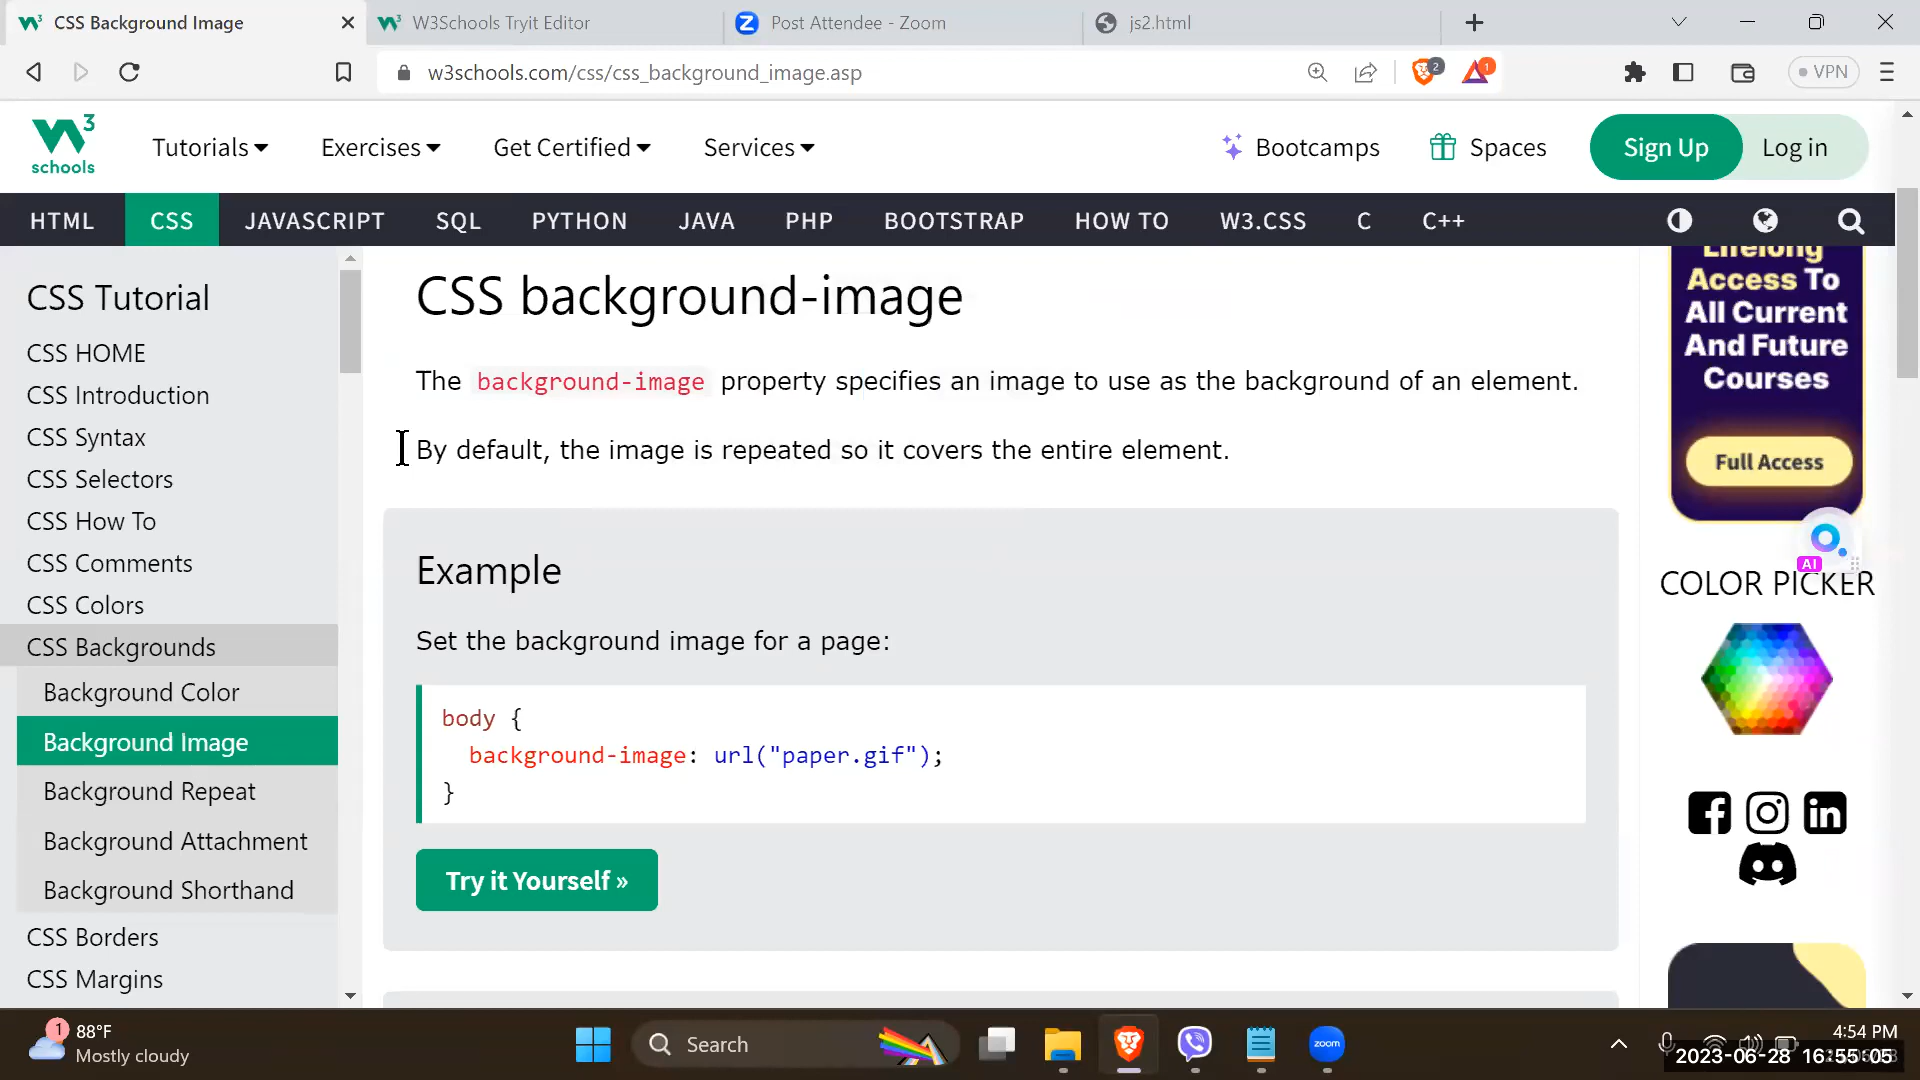 CSS Background Image
W3Schools Tryit Editor
Post Attendee - Zoom
js2.html
w3schools.com/css/css_background_image.asp
2
1
VPN
3
schools
Tutorials
Exercises
Get Certified
Services
Bootcamps
Spaces
Sign Up
Log in
HTML
CSS
JAVASCRIPT
SQL
PYTHON
JAVA
PHP
BOOTSTRAP
HOW TO
W3.CSS
C
C++
CSS Tutorial
CSS HOME
CSS Introduction
CSS Syntax
CSS Selectors
CSS How To
CSS Comments
CSS Colors
CSS Backgrounds
Background Color
Background Image
Background Repeat
Background Attachment
Background Shorthand
CSS Borders
CSS Margins
CSS background-image
The background-image property specifies an image to use as the background of an element.
By default, the image is repeated so it covers the entire element.
Example
Set the background image for a page:
body {
background-image: url("paper.gif");
}
Try it Yourself »
Lifelong
Access To
All Current
And Future
Courses
Full Access
AI
COLOR PICKER
1
88°F
Mostly cloudy
Search
zoom
4:54 PM
2023-06-28 16:55:05